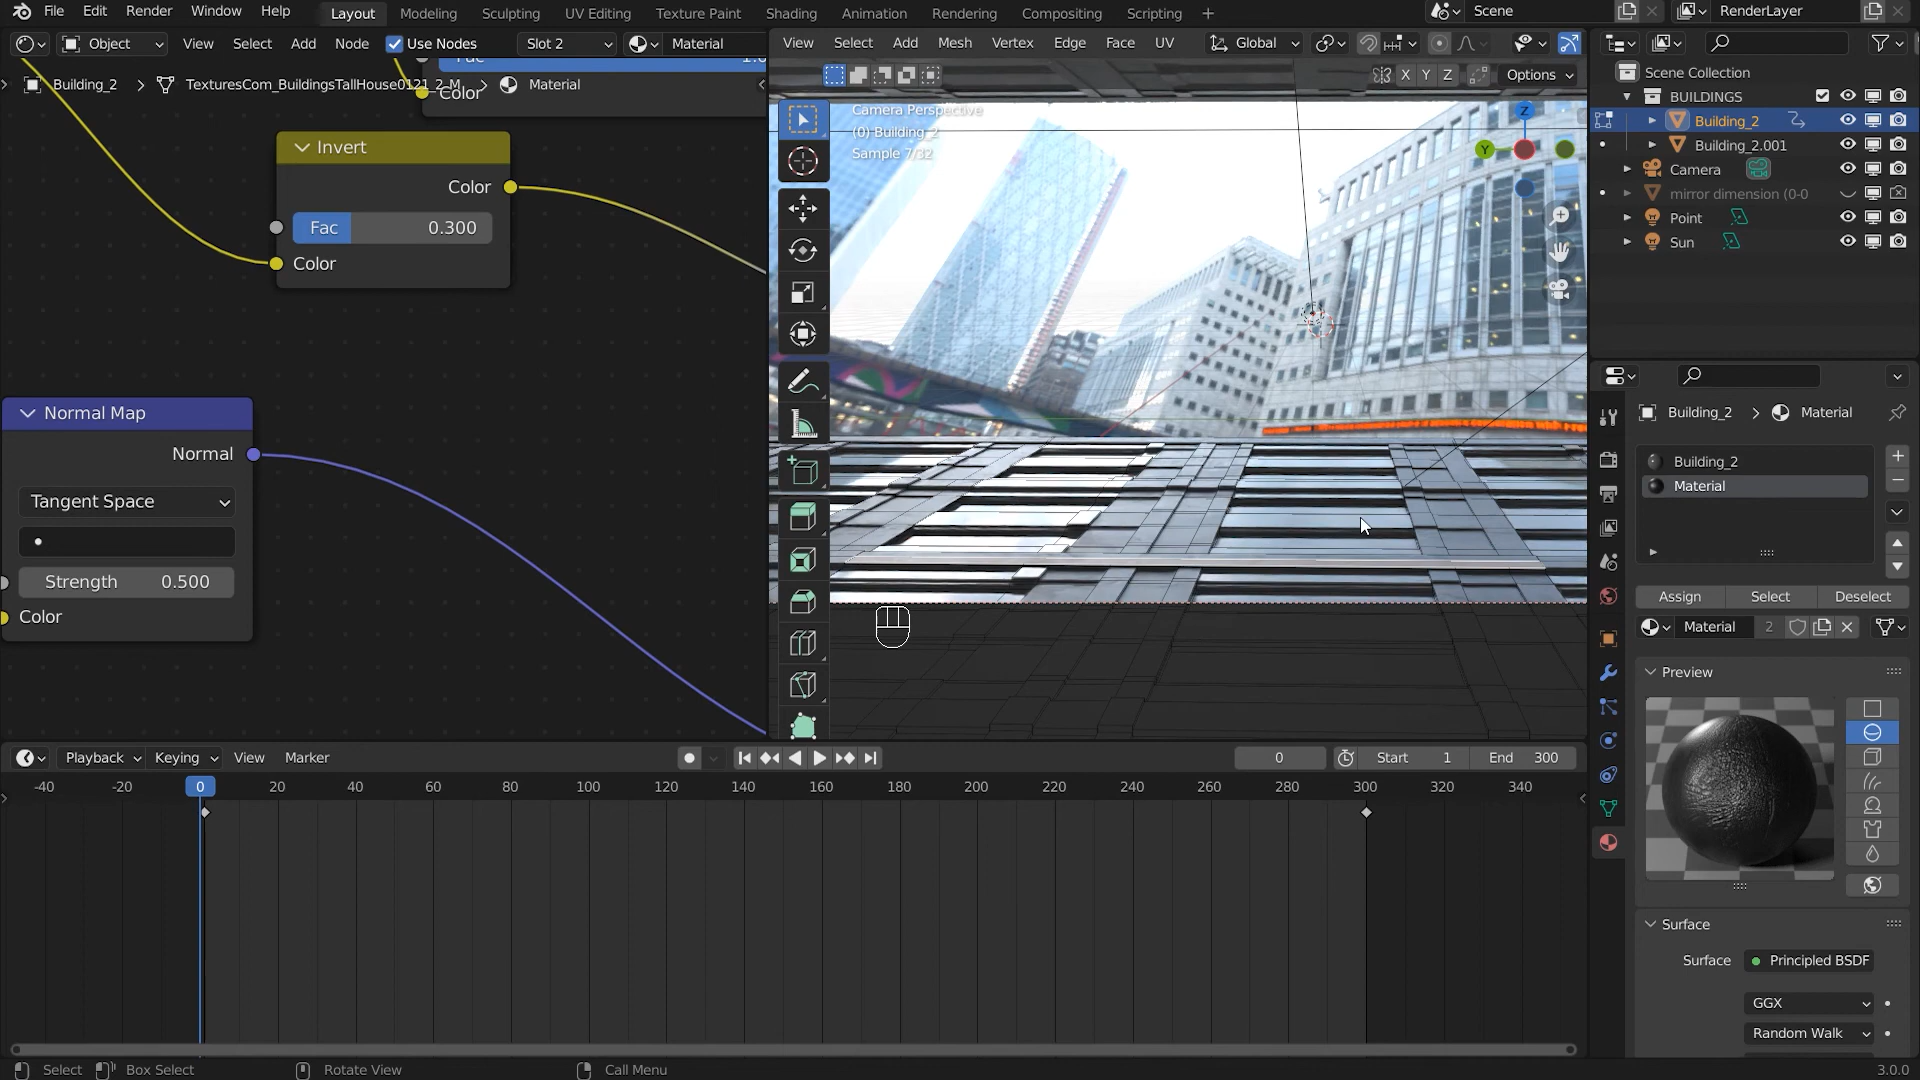 File Edit Render Window Help Layout Modeling Sculpting UV Editing Texture Paint Shading Animation Rendering Compositing Scripting + Scene RenderLayer
Object View Select Add Node Use Nodes Slot 2 Material
View Select Add Mesh Vertex Edge Face UV Global
X Y Z Options
Building_2 > TexturesCom_BuildingsTallHouse0121_2_M > Material
Color
Invert
Color
Fac 0.300
Color
Normal Map
Normal
Tangent Space
Strength 0.500
Color
Camera Perspective
(0) Building_2
Sample 7/32
Z
Y
Scene Collection
BUILDINGS
Building_2
Building_2.001
Camera
mirror dimension (0-0
Point
Sun
Building_2 > Material
Building_2
Material
Assign Select Deselect
Material 2
Preview
Surface
Surface Principled BSDF
GGX
Random Walk
Playback Keying View Marker 0 Start 1 End 300
-40 -20 0 20 40 60 80 100 120 140 160 180 200 220 240 260 280 300 320 340
Select Box Select Rotate View Call Menu 3.0.0